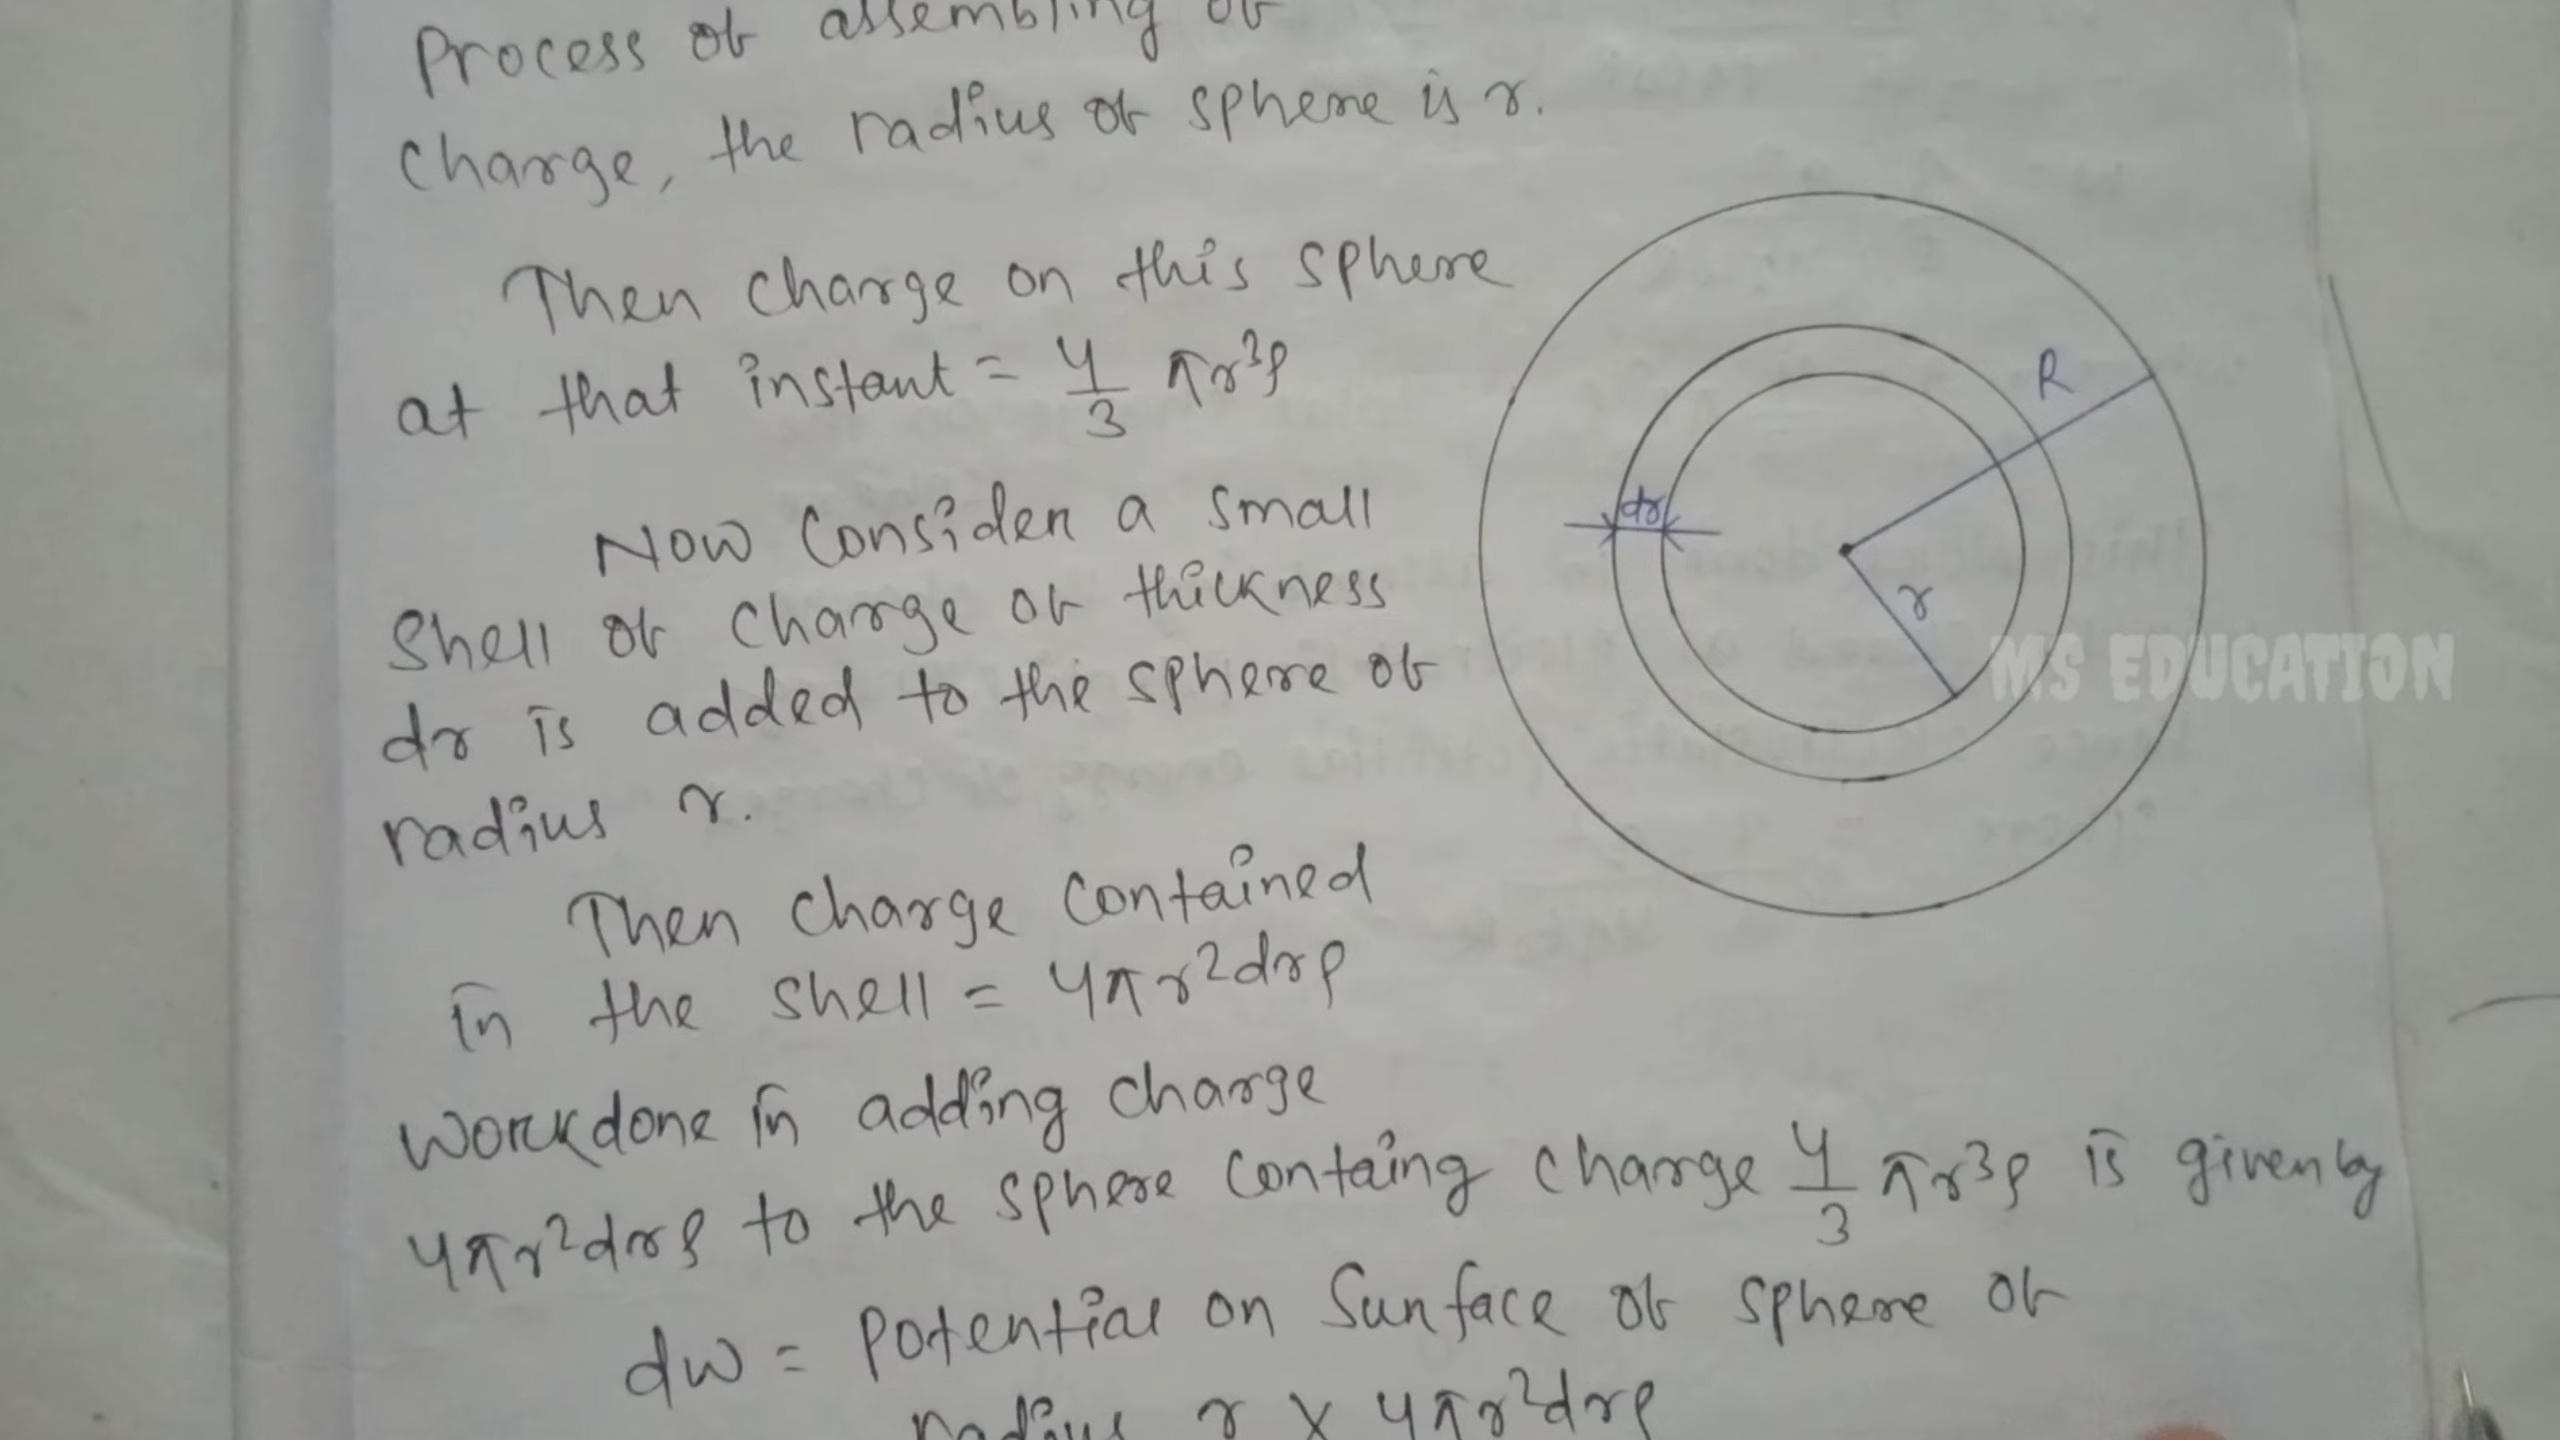 Process of assembling of
charge, the radius of sphere is r.
Then charge on this sphere
at that instant = 4/3 πr³ρ
Now consider a small
shell of charge of thickness
dr is added to the sphere of
radius r.
Then charge contained
in the shell = 4πr²drρ
workdone in adding charge
4πr²drρ to the sphere containg charge 4/3 πr³ρ is given by
dw = Potential on surface of sphere of
radius r × 4πr²drρ
R
dr
r
MS EDUCATION